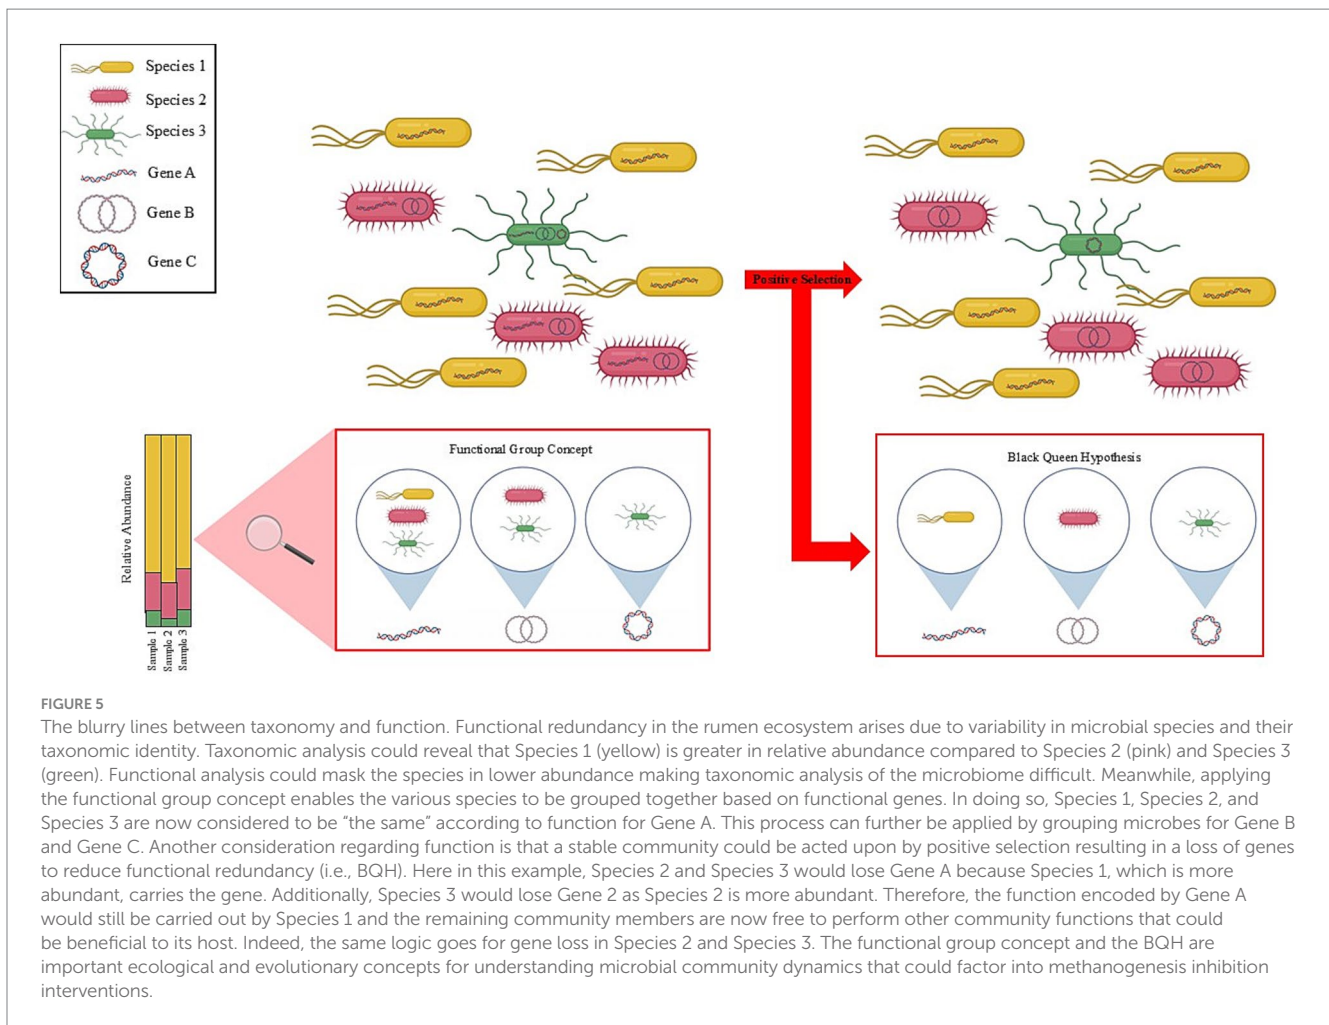 Species 1
Species 2
Species 3
Gene A
Gene B
Gene C
Positive Selection
Relative Abundance
Sample 1
Sample 2
Sample 3
Functional Group Concept
Black Queen Hypothesis
FIGURE 5
The blurry lines between taxonomy and function. Functional redundancy in the rumen ecosystem arises due to variability in microbial species and their
taxonomic identity. Taxonomic analysis could reveal that Species 1 (yellow) is greater in relative abundance compared to Species 2 (pink) and Species 3
(green). Functional analysis could mask the species in lower abundance making taxonomic analysis of the microbiome difficult. Meanwhile, applying
the functional group concept enables the various species to be grouped together based on functional genes. In doing so, Species 1, Species 2, and
Species 3 are now considered to be “the same” according to function for Gene A. This process can further be applied by grouping microbes for Gene B
and Gene C. Another consideration regarding function is that a stable community could be acted upon by positive selection resulting in a loss of genes
to reduce functional redundancy (i.e., BQH). Here in this example, Species 2 and Species 3 would lose Gene A because Species 1, which is more
abundant, carries the gene. Additionally, Species 3 would lose Gene 2 as Species 2 is more abundant. Therefore, the function encoded by Gene A
would still be carried out by Species 1 and the remaining community members are now free to perform other community functions that could
be beneficial to its host. Indeed, the same logic goes for gene loss in Species 2 and Species 3. The functional group concept and the BQH are
important ecological and evolutionary concepts for understanding microbial community dynamics that could factor into methanogenesis inhibition
interventions.